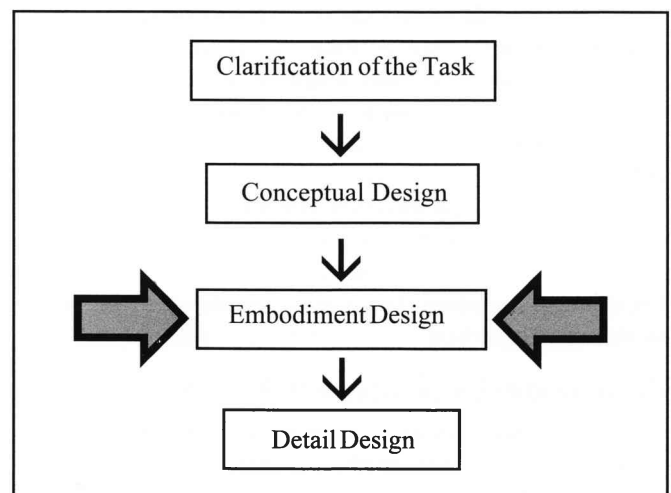 Clarification of the Task
Conceptual Design
Embodiment Design
Detail Design